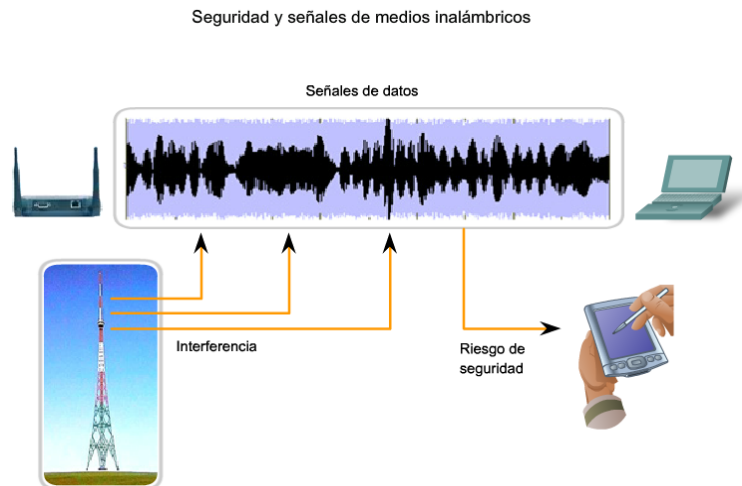 Seguridad y señales de medios inalámbricos
Señales de datos
Interferencia
Riesgo de
seguridad